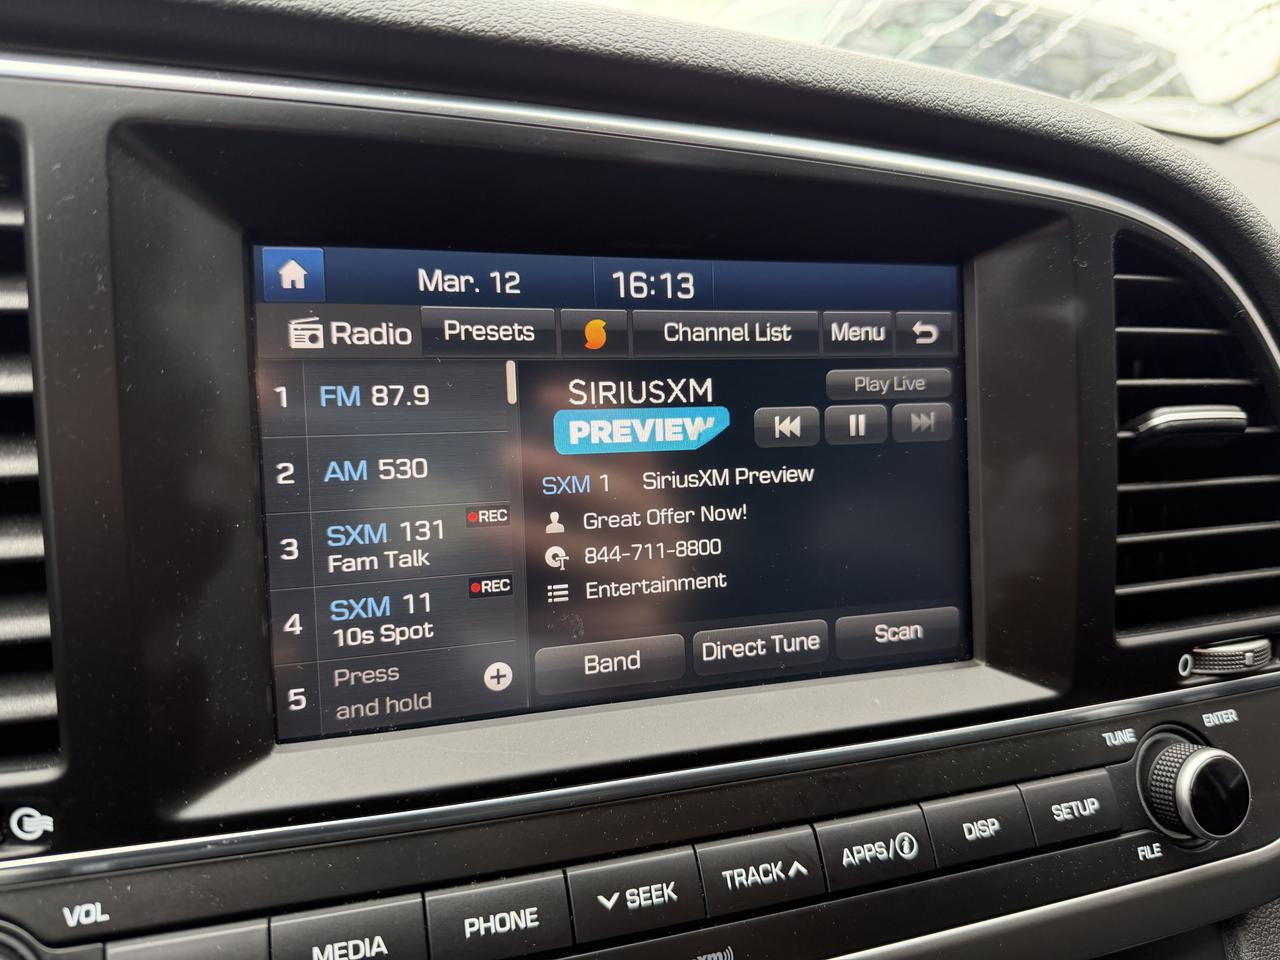 Mar. 12
16:13
Radio
Presets
Channel List
Menu
1 FM 87.9
2 AM 530
3 SXM 131
Fam Talk
REC
4 SXM 11
10s Spot
REC
5 Press
and hold
SIRIUSXM
PREVIEW
Play Live
SXM 1 SiriusXM Preview
Great Offer Now!
844-711-8800
Entertainment
Band
Direct Tune
Scan
0
TUNE
ENTER
FILE
VOL
MEDIA
PHONE
SEEK
TRACK
APPS/i
DISP
SETUP